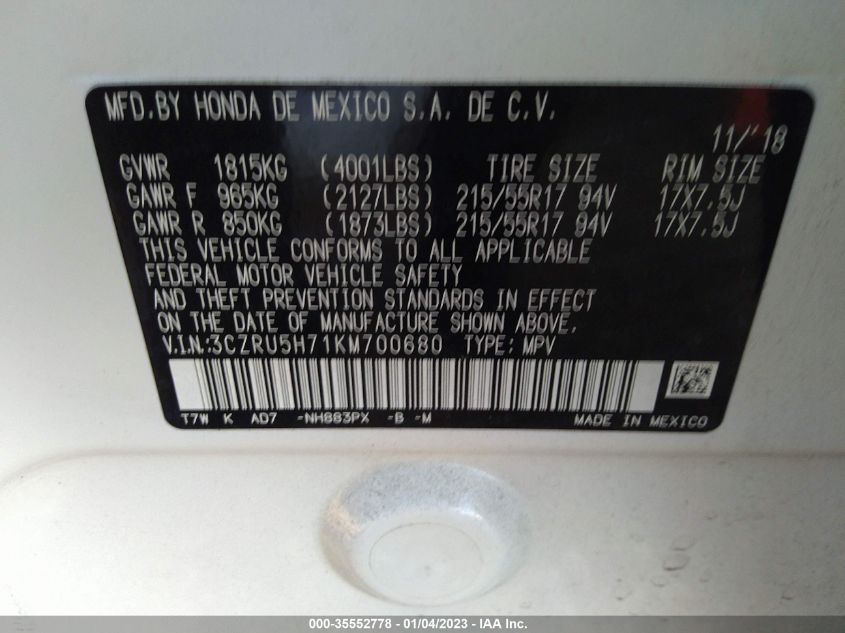 MFD.BY HONDA DE MEXICO S.A. DE C.V.
11/'18
GVWR 1815KG (4001LBS) TIRE SIZE RIM SIZE
GAWR F 965KG (2127LBS) 215/55R17 94V 17X7.5J
GAWR R 850KG (1873LBS) 215/55R17 94V 17X7.5J
THIS VEHICLE CONFORMS TO ALL APPLICABLE
FEDERAL MOTOR VEHICLE SAFETY
AND THEFT PREVENTION STANDARDS IN EFFECT
ON THE DATE OF MANUFACTURE SHOWN ABOVE.
V.I.N.:3CZRU5H71KM700680 TYPE: MPV
T7W K AD7 -NH883PX -B -M MADE IN MEXICO
000-35552778 - 01/04/2023 - IAA Inc.